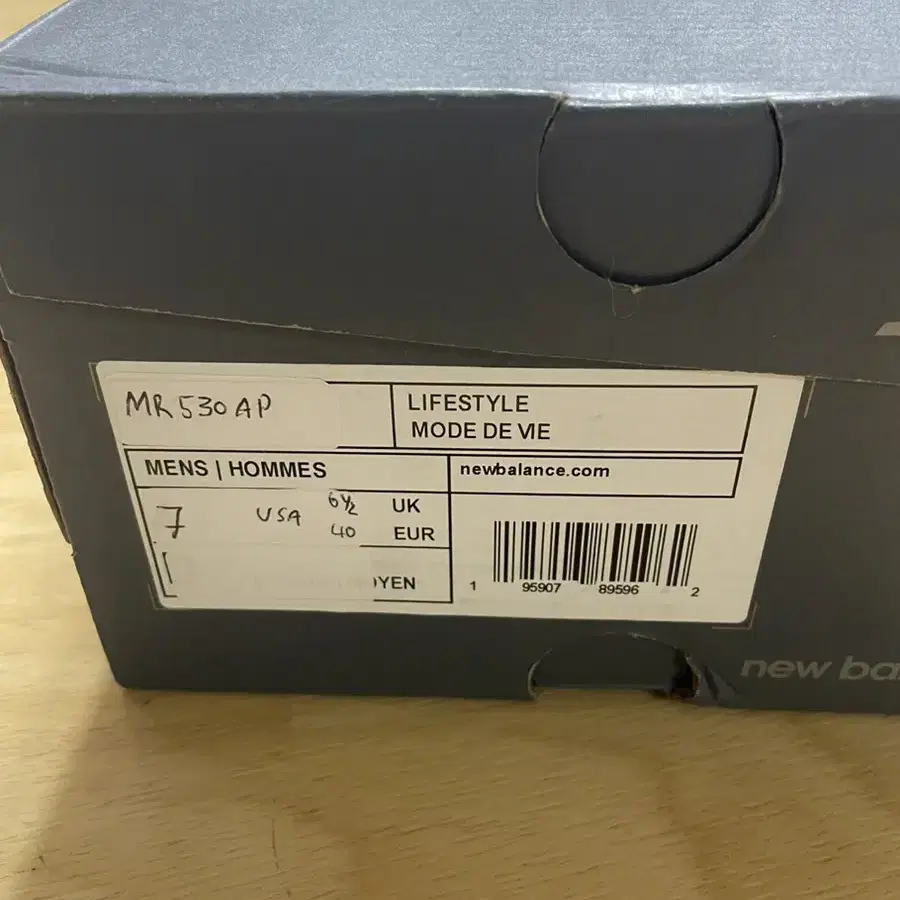 MR530AP
LIFESTYLE
MODE DE VIE
MENS | HOMMES
newbalance.com
7 USA 6½ UK
40 EUR
OYEN
1 95907 89596 2
new ba